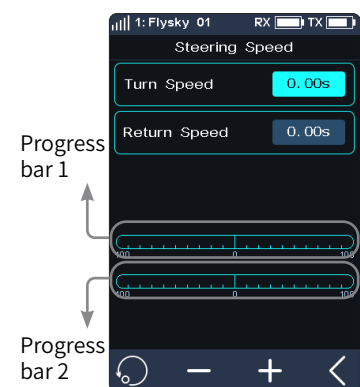 1: Flysky 01 RX TX
Steering Speed
Turn Speed 0.00s
Return Speed 0.00s
Progress
bar 1
100 0 100
100 0 100
Progress
bar 2